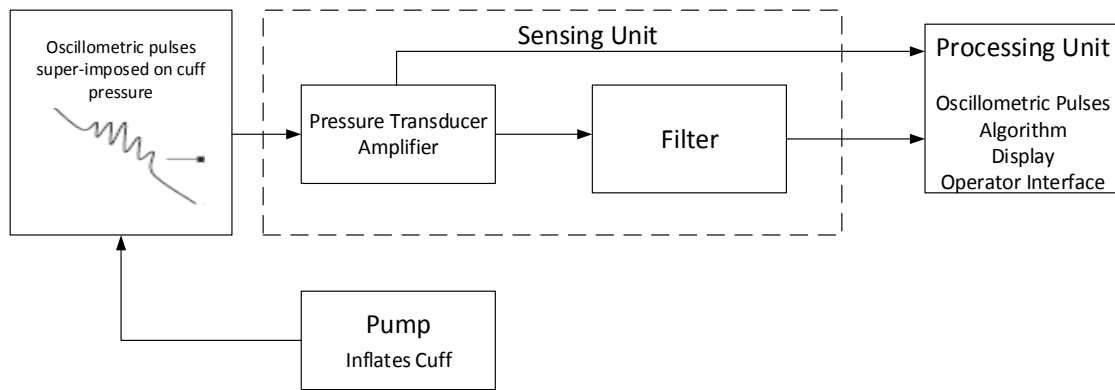 Oscillometric pulses
super-imposed on cuff
pressure
Sensing Unit
Pressure Transducer
Amplifier
Filter
Processing Unit
Oscillometric Pulses
Algorithm
Display
Operator Interface
Pump
Inflates Cuff